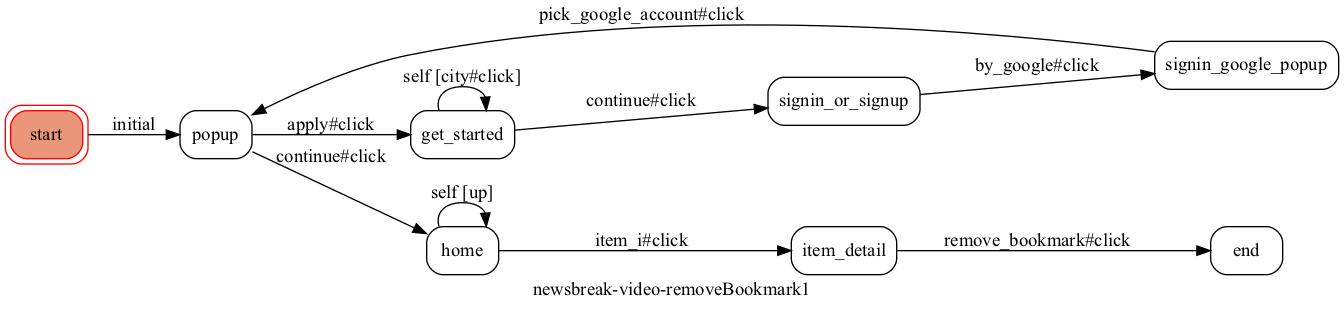 pick_google_account#click
signin_google_popup
by_google#click
self [city#click]
continue#click
signin_or_signup
start
initial
popup
apply#click
get_started
continue#click
self [up]
home
item_i#click
item_detail
remove_bookmark#click
end
newsbreak-video-removeBookmark1